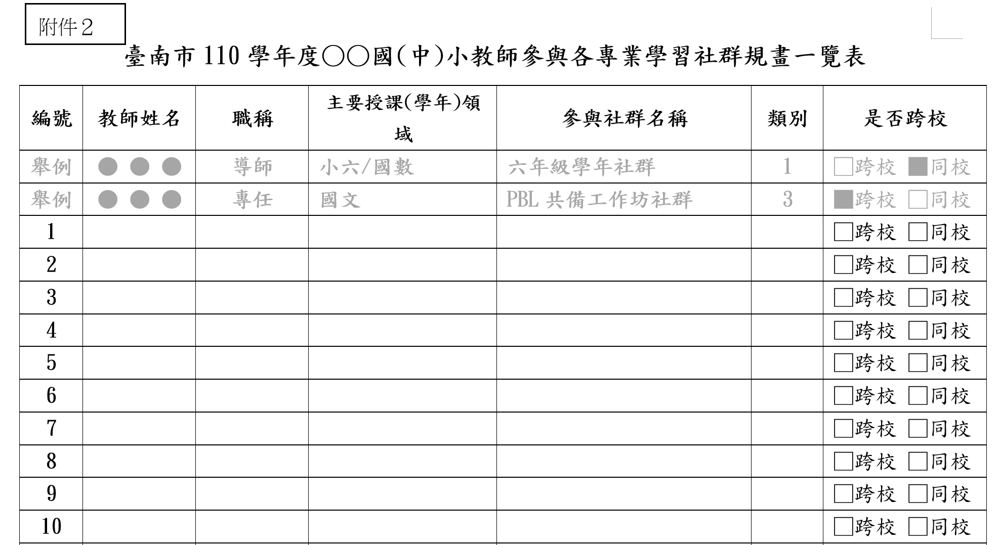 附件2
臺南市 110 學年度○○國(中)小教師參與各專業學習社群規畫一覽表
編號 教師姓名 職稱 主要授課(學年)領域 參與社群名稱 類別 是否跨校
舉例 ●●● 導師 小六/國數 六年級學年社群 1 □跨校 ■同校
舉例 ●●● 專任 國文 PBL 共備工作坊社群 3 ■跨校 □同校
1 □跨校 □同校
2 □跨校 □同校
3 □跨校 □同校
4 □跨校 □同校
5 □跨校 □同校
6 □跨校 □同校
7 □跨校 □同校
8 □跨校 □同校
9 □跨校 □同校
10 □跨校 □同校